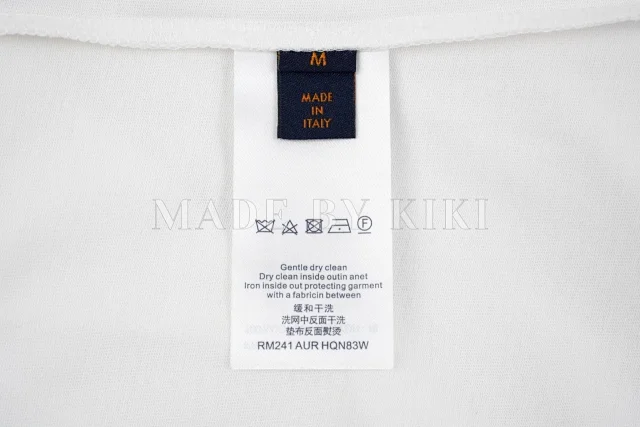 M
MADE
IN
ITALY
MADE BY KIKI
Gentle dry clean
Dry clean inside outin anet
Iron inside out protecting garment
with a fabricin between
缓和干洗
洗网中反面干洗
垫布反面熨烫
RM241 AUR HQN83W